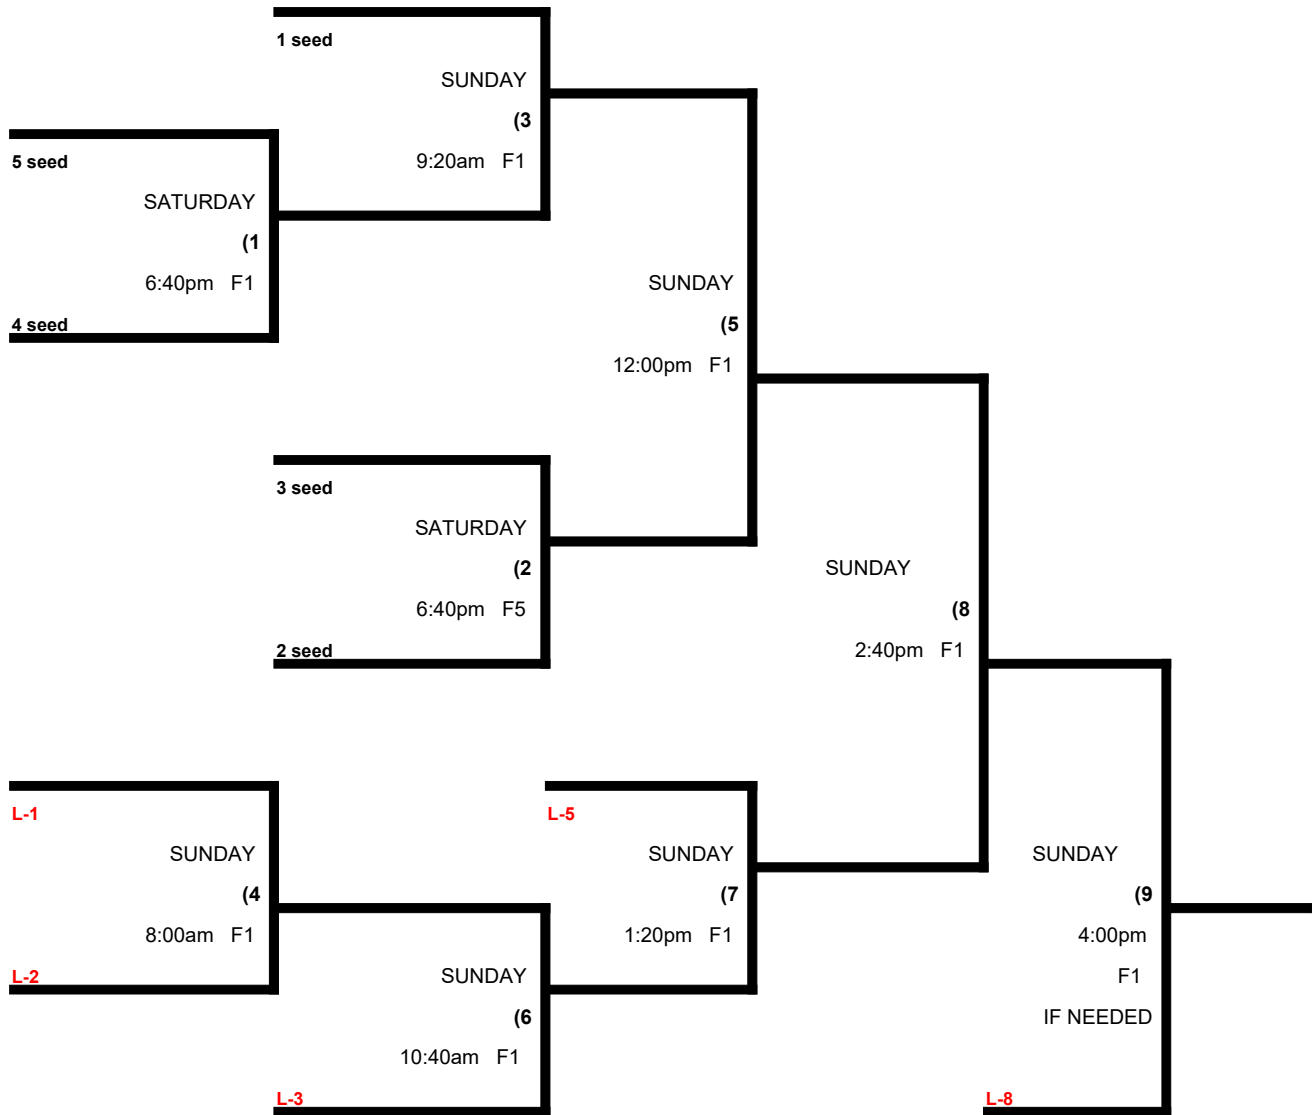 1 seed
SUNDAY
(3
9:20am F1
5 seed
SATURDAY
(1
6:40pm F1
4 seed
SUNDAY
(5
12:00pm F1
3 seed
SATURDAY
(2
6:40pm F5
2 seed
SUNDAY
(8
2:40pm F1
L-1
SUNDAY
(4
8:00am F1
L-2
L-5
SUNDAY
(7
1:20pm F1
SUNDAY
(6
10:40am F1
L-3
SUNDAY
(9
4:00pm
F1
IF NEEDED
L-8